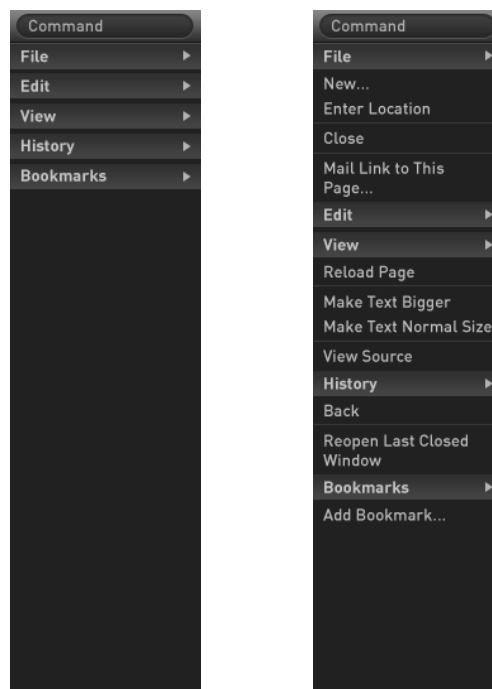 Command
File
Edit
View
History
Bookmarks
Command
File
New...
Enter Location
Close
Mail Link to This
Page...
Edit
View
Reload Page
Make Text Bigger
Make Text Normal Size
View Source
History
Back
Reopen Last Closed
Window
Bookmarks
Add Bookmark...